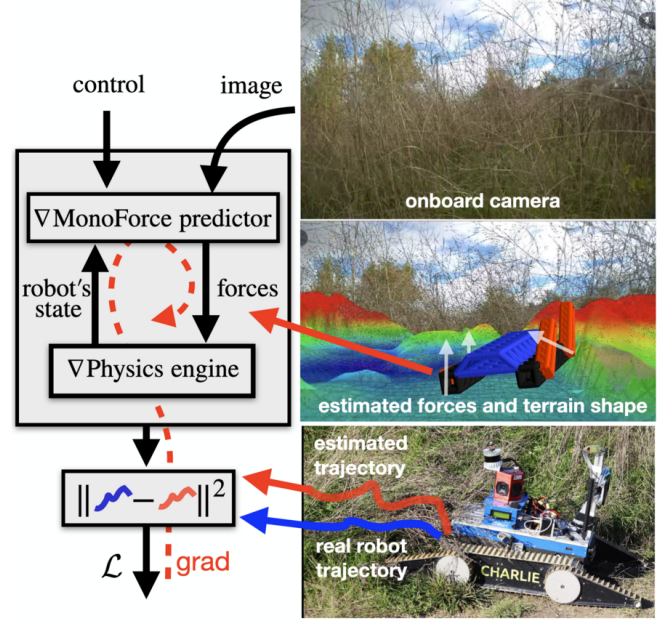 control
image
onboard camera
∇MonoForce predictor
robot's
state
forces
∇Physics engine
estimated forces and terrain shape
estimated
trajectory
|| − ||²
real robot
trajectory
CHARLIE
ℒ
grad